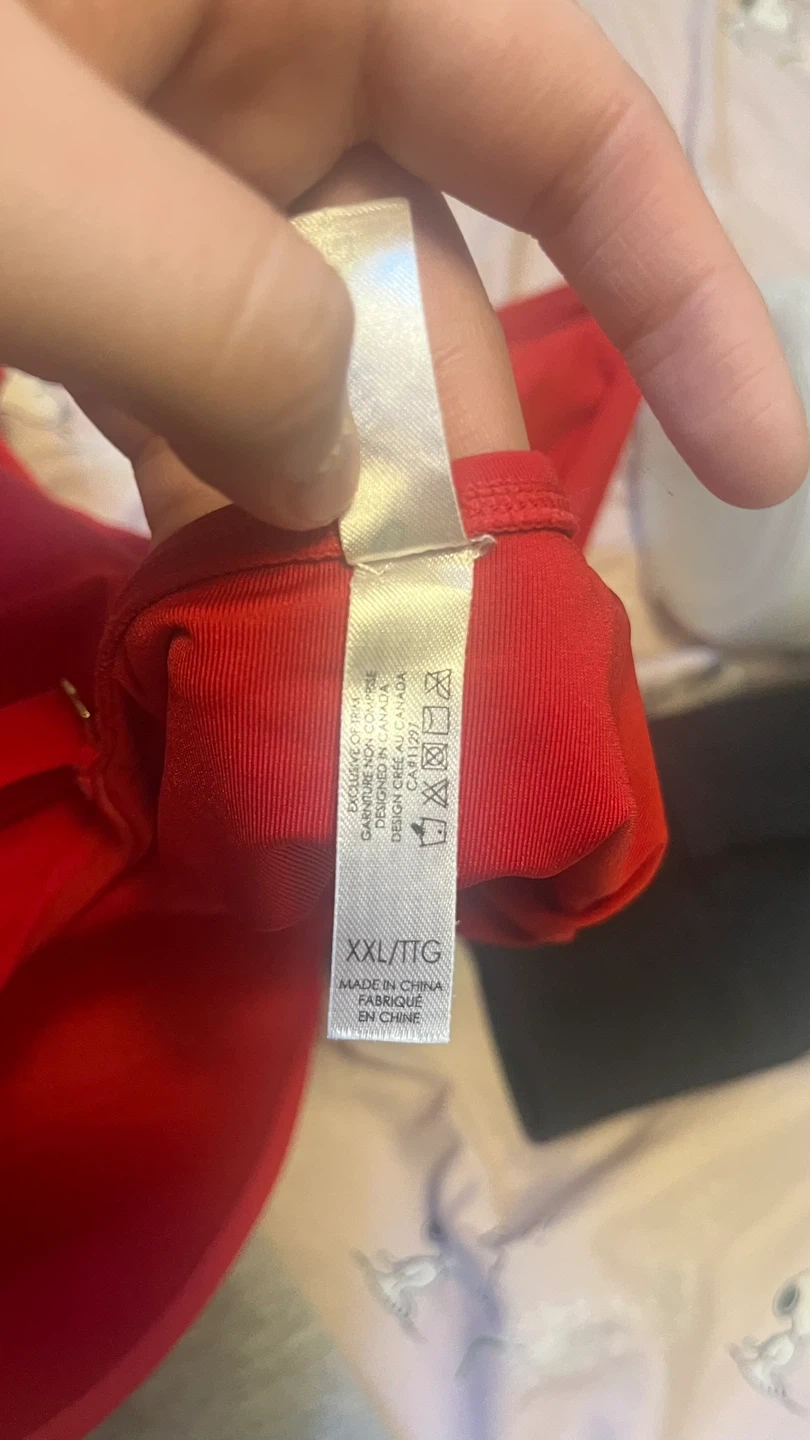 EXCLUSIVE OF TRIM
GARNITURE NON COMPRISE
DESIGNED IN CANADA
DESIGN CRÉÉ AU CANADA
CA#11297
XXL/TTG
MADE IN CHINA
FABRIQUÉ
EN CHINE